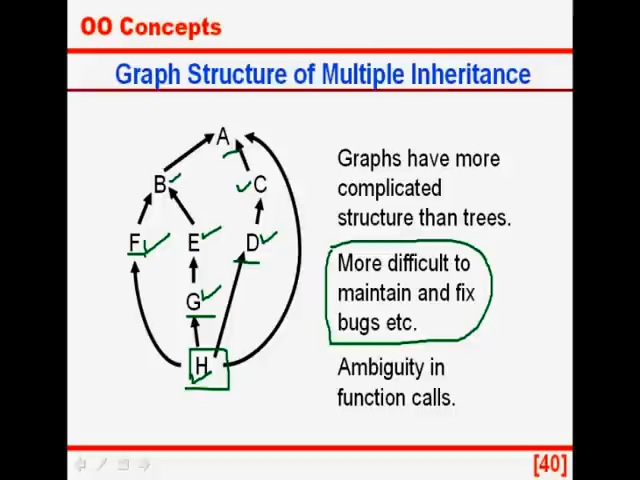 OO Concepts
Graph Structure of Multiple Inheritance
A
B
C
F
E
D
G
H
Graphs have more
complicated
structure than trees.
More difficult to
maintain and fix
bugs etc.
Ambiguity in
function calls.
[40]